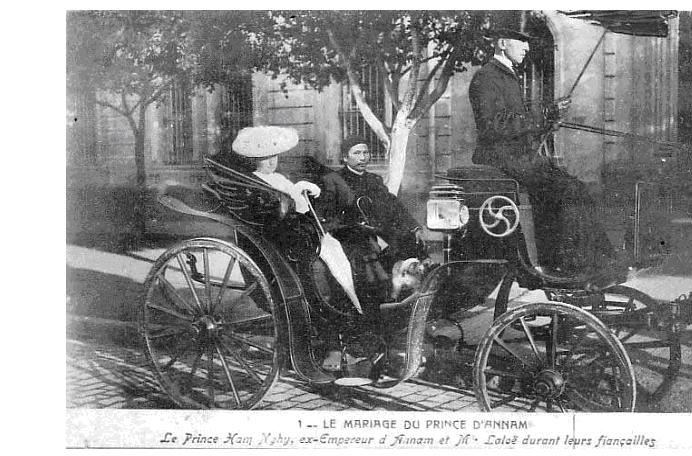 1 -- LE MARIAGE DU PRINCE D'ANNAM
Le Prince Ham Nghy, ex-Empereur d'Annam et Mlle Laloë durant leurs fiançailles